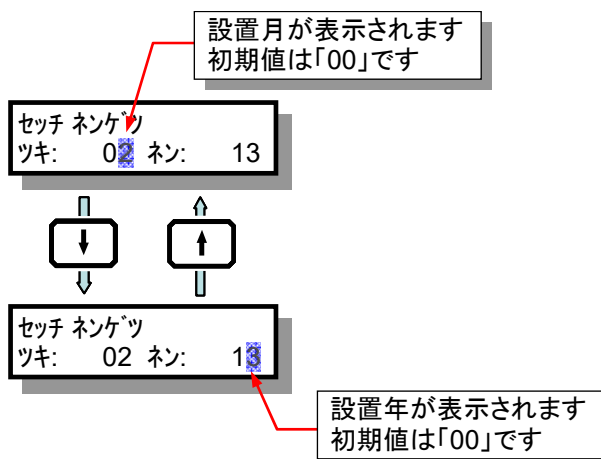 設置月が表示されます
初期値は「00」です
セッチ ネンゲツ
ツキ: 02 ネン: 13
↓ ↑
セッチ ネンゲツ
ツキ: 02 ネン: 13
設置年が表示されます
初期値は「00」です